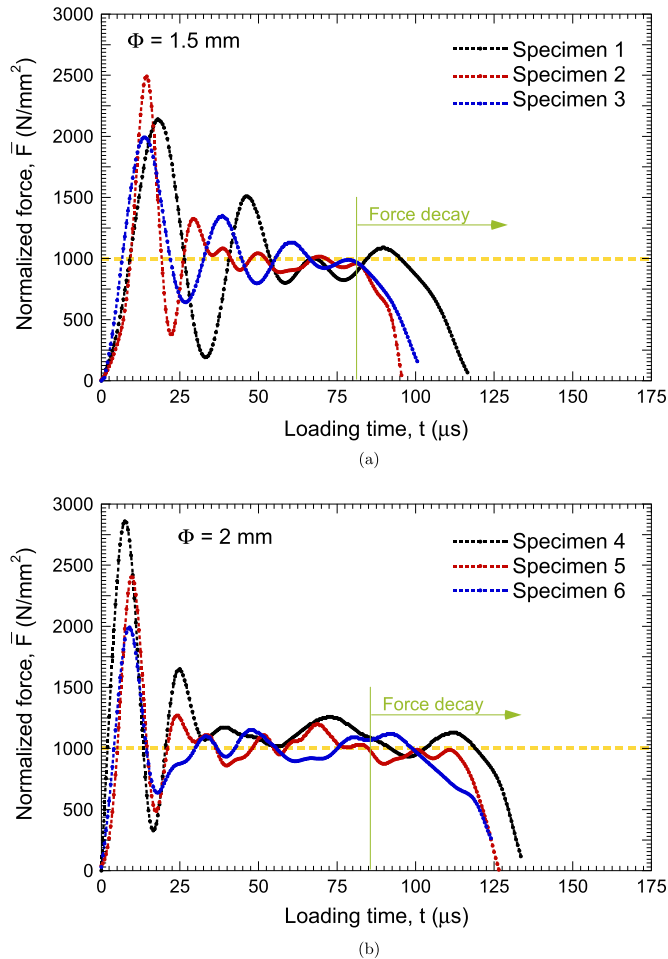 3000
Φ = 1.5 mm
Specimen 1
Specimen 2
Specimen 3
2500
2000
1500
1000
500
0
Normalized force, F̅ (N/mm²)
Force decay
0 25 50 75 100 125 150 175
Loading time, t (μs)
(a)
3000
Φ = 2 mm
Specimen 4
Specimen 5
Specimen 6
2500
2000
1500
1000
500
0
Normalized force, F̅ (N/mm²)
Force decay
0 25 50 75 100 125 150 175
Loading time, t (μs)
(b)